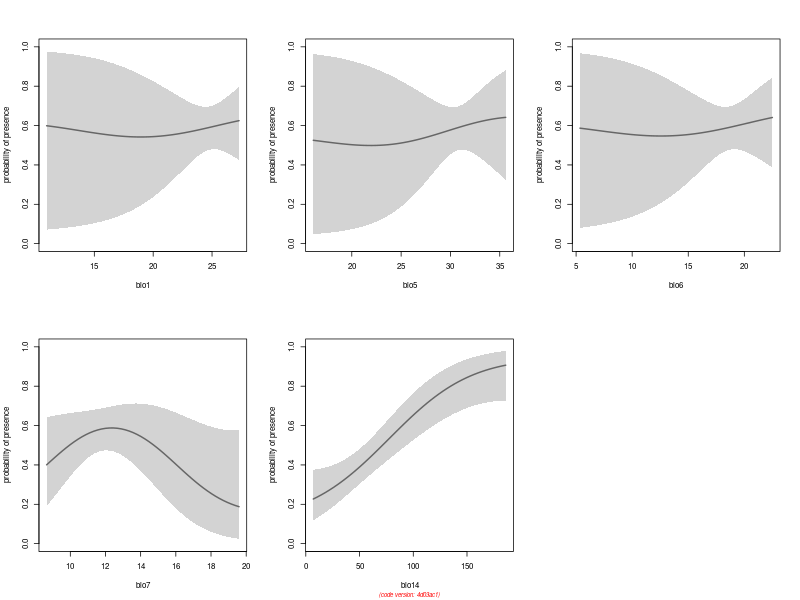 probability of presence
0.0 0.2 0.4 0.6 0.8 1.0
15 20 25
bio1
probability of presence
0.0 0.2 0.4 0.6 0.8 1.0
20 25 30 35
bio5
probability of presence
0.0 0.2 0.4 0.6 0.8 1.0
5 10 15 20
bio6
probability of presence
0.0 0.2 0.4 0.6 0.8 1.0
10 12 14 16 18 20
bio7
probability of presence
0.0 0.2 0.4 0.6 0.8 1.0
0 50 100 150
bio14
(code version: 4d03ac1)